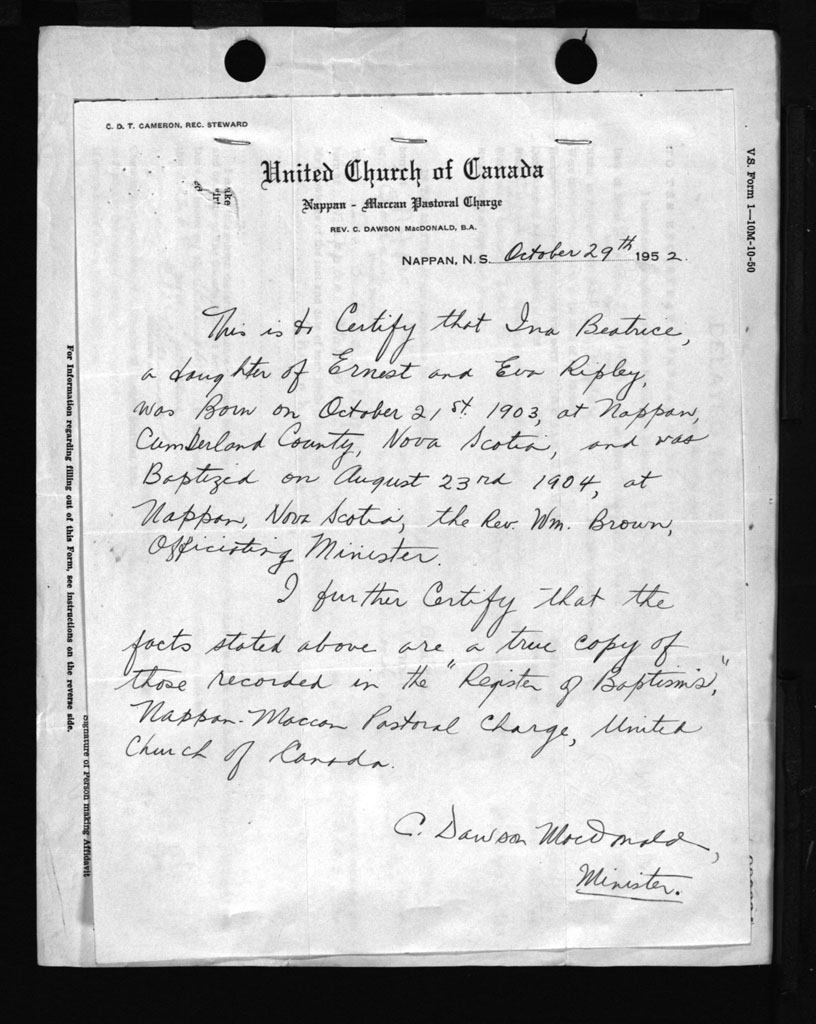 C. D. T. CAMERON, REC. STEWARD
United Church of Canada
Nappan - Maccan Pastoral Charge
REV. C. DAWSON MacDONALD, B.A.
NAPPAN, N. S. October 29th 1952.
This is to Certify that Ina Beatrice,
a daughter of Ernest and Eva Ripley,
was Born on October 21st. 1903, at Nappan,
Cumberland County, Nova Scotia, and was
Baptized on August 23rd 1904, at
Nappan, Nova Scotia, the Rev. Wm. Brown,
Officiating Minister.
I further Certify that the
facts stated above are a true copy of
those recorded in the "Register of Baptisms,"
Nappan-Maccan Pastoral Charge, United
Church of Canada.
C. Dawson MacDonald,
Minister.
V.S. Form 1—10M-10-50
For Information regarding filling out of this Form, see instructions on the reverse side.
Signature of Person making Affidavit